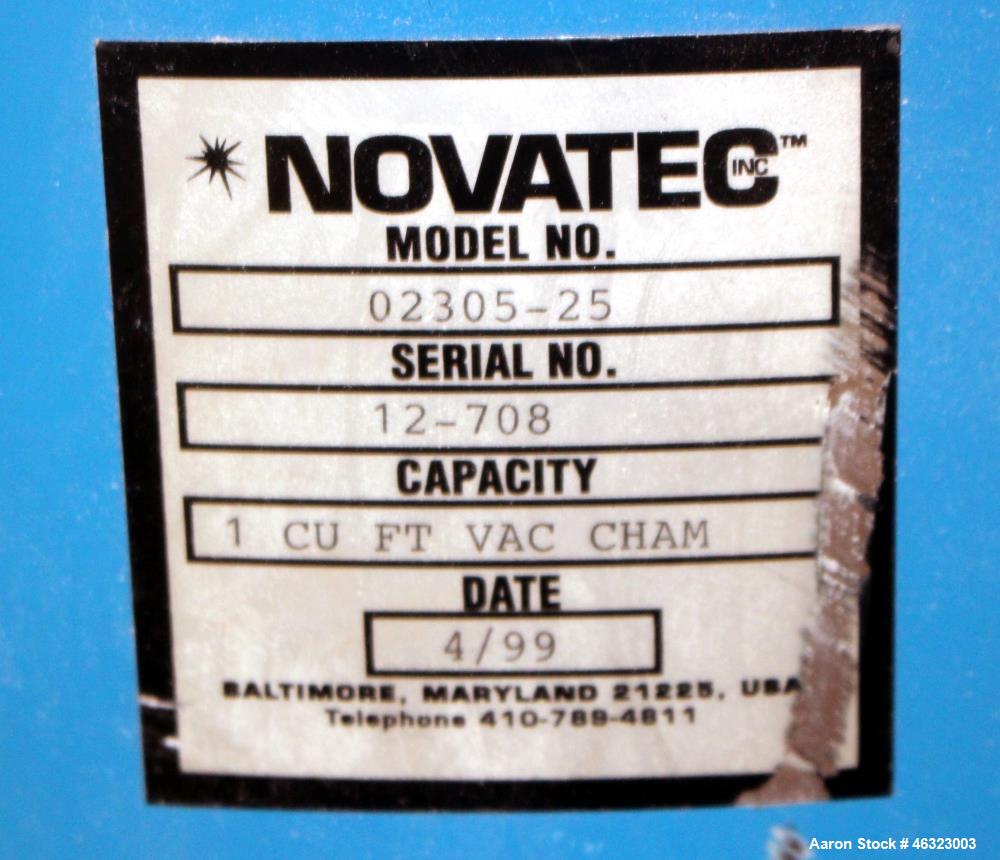 NOVATEC INC™
MODEL NO.
02305-25
SERIAL NO.
12-708
CAPACITY
1 CU FT VAC CHAM
DATE
4/99
BALTIMORE, MARYLAND 21225, USA
Telephone 410-789-4811
Aaron Stock # 46323003